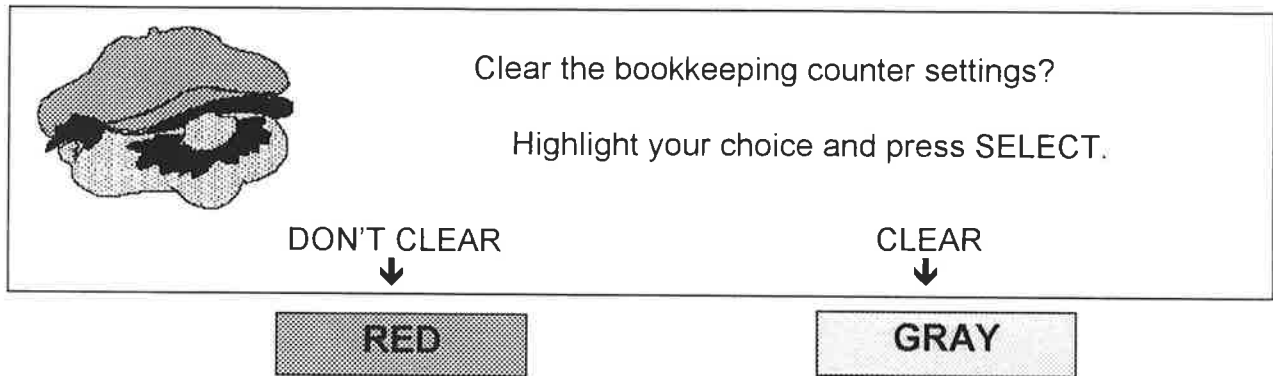 Clear the bookkeeping counter settings?
Highlight your choice and press SELECT.
DON'T CLEAR CLEAR
RED GRAY